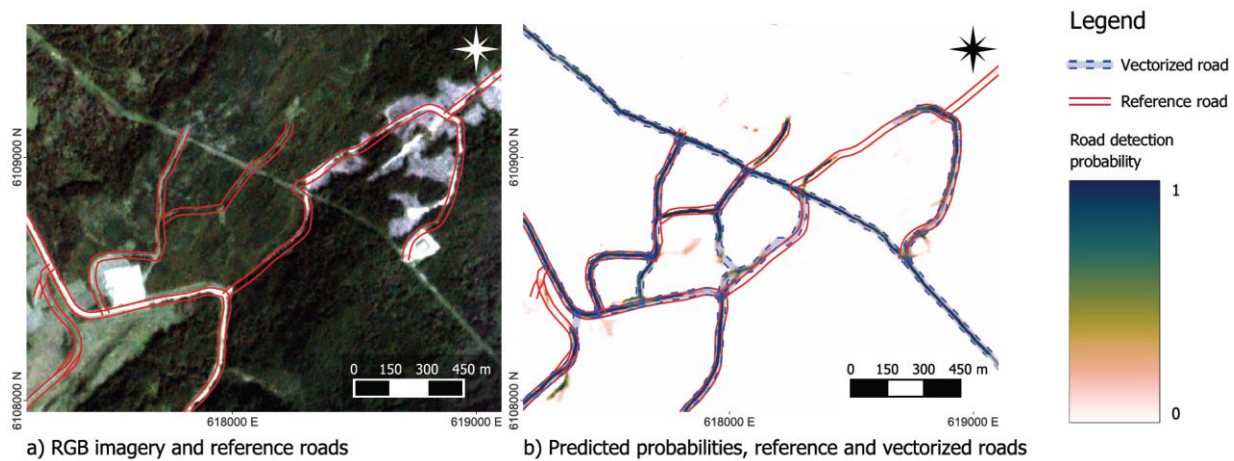 6109000 N
6108000 N
0 150 300 450 m
618000 E
619000 E
a) RGB imagery and reference roads
6109000 N
6108000 N
0 150 300 450 m
618000 E
619000 E
b) Predicted probabilities, reference and vectorized roads
Legend
Vectorized road
Reference road
Road detection
probability
1
0